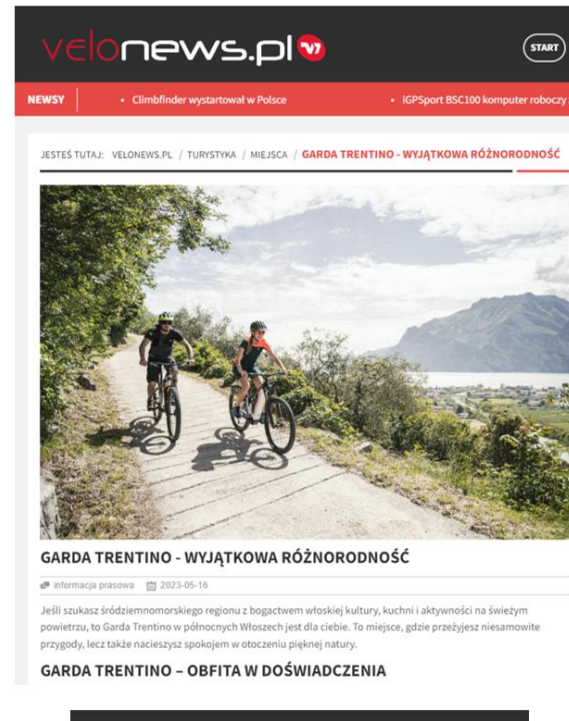 velonews.pl
START
NEWSY
• Climbfinder wystartował w Polsce
• iGPSport BSC100 komputer roboczy
JESTEŚ TUTAJ: VELONEWS.PL / TURYSTYKA / MIEJSCA / GARDA TRENTINO - WYJĄTKOWA RÓŻNORODNOŚĆ
GARDA TRENTINO - WYJĄTKOWA RÓŻNORODNOŚĆ
informacja prasowa 2023-05-16
Jeśli szukasz śródziemnomorskiego regionu z bogactwem włoskiej kultury, kuchni i aktywności na świeżym
powietrzu, to Garda Trentino w północnych Włoszech jest dla ciebie. To miejsce, gdzie przeżyjesz niesamowite
przygody, lecz także nacieszysz spokojem w otoczeniu pięknej natury.
GARDA TRENTINO – OBFITA W DOŚWIADCZENIA